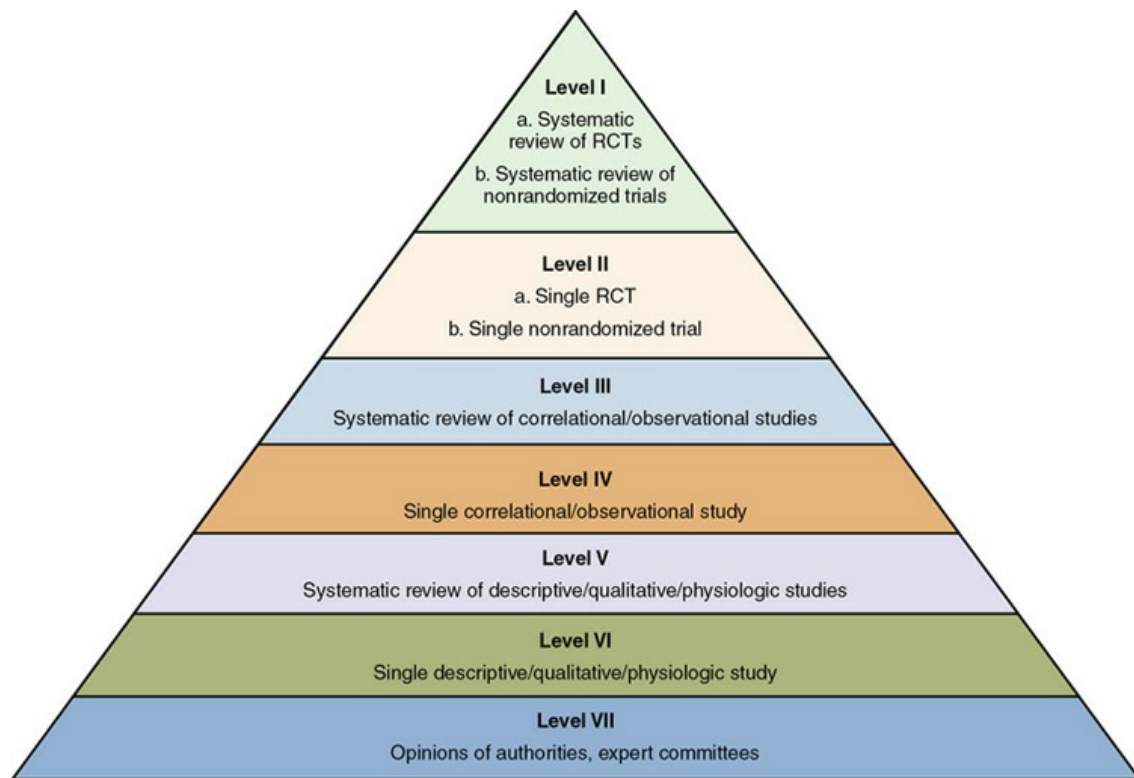 Level I
a. Systematic
review of RCTs
b. Systematic review of
nonrandomized trials
Level II
a. Single RCT
b. Single nonrandomized trial
Level III
Systematic review of correlational/observational studies
Level IV
Single correlational/observational study
Level V
Systematic review of descriptive/qualitative/physiologic studies
Level VI
Single descriptive/qualitative/physiologic study
Level VII
Opinions of authorities, expert committees